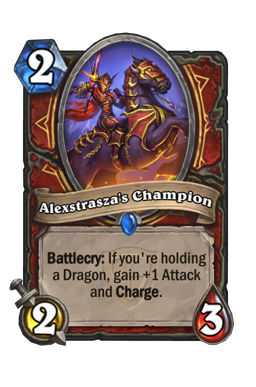 2
Alexstrasza's Champion
Battlecry: If you're holding
a Dragon, gain +1 Attack
and Charge.
2
3